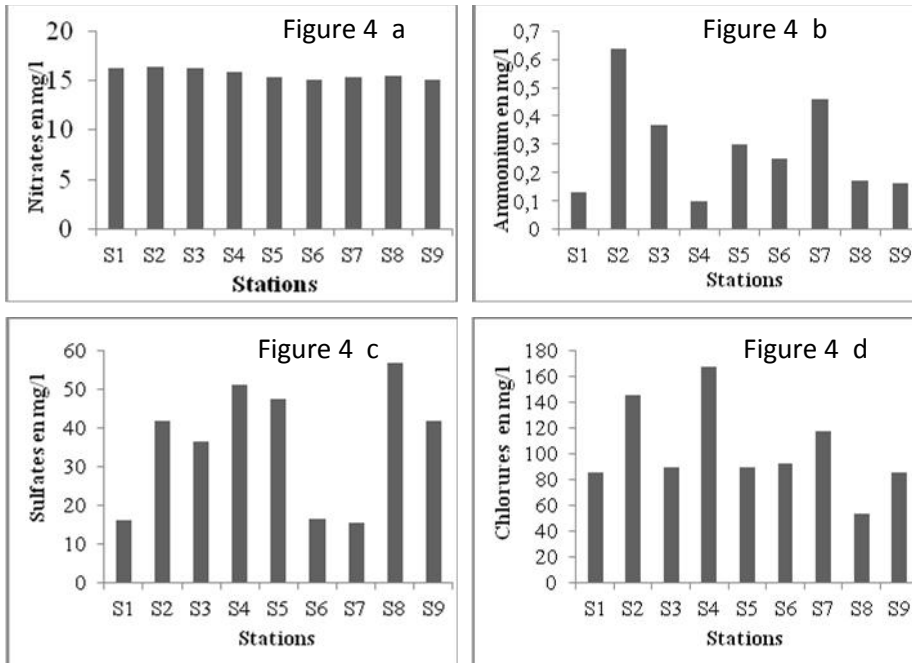 Figure 4 a
Nitrates en mg/l
20
15
10
5
0
S1 S2 S3 S4 S5 S6 S7 S8 S9
Stations
Figure 4 b
Ammonium en mg/l
0,7
0,6
0,5
0,4
0,3
0,2
0,1
0
S1 S2 S3 S4 S5 S6 S7 S8 S9
Stations
Figure 4 c
Sulfates en mg/l
60
50
40
30
20
10
0
S1 S2 S3 S4 S5 S6 S7 S8 S9
Stations
Figure 4 d
Chlorures en mg/l
180
160
140
120
100
80
60
40
20
0
S1 S2 S3 S4 S5 S6 S7 S8 S9
Stations